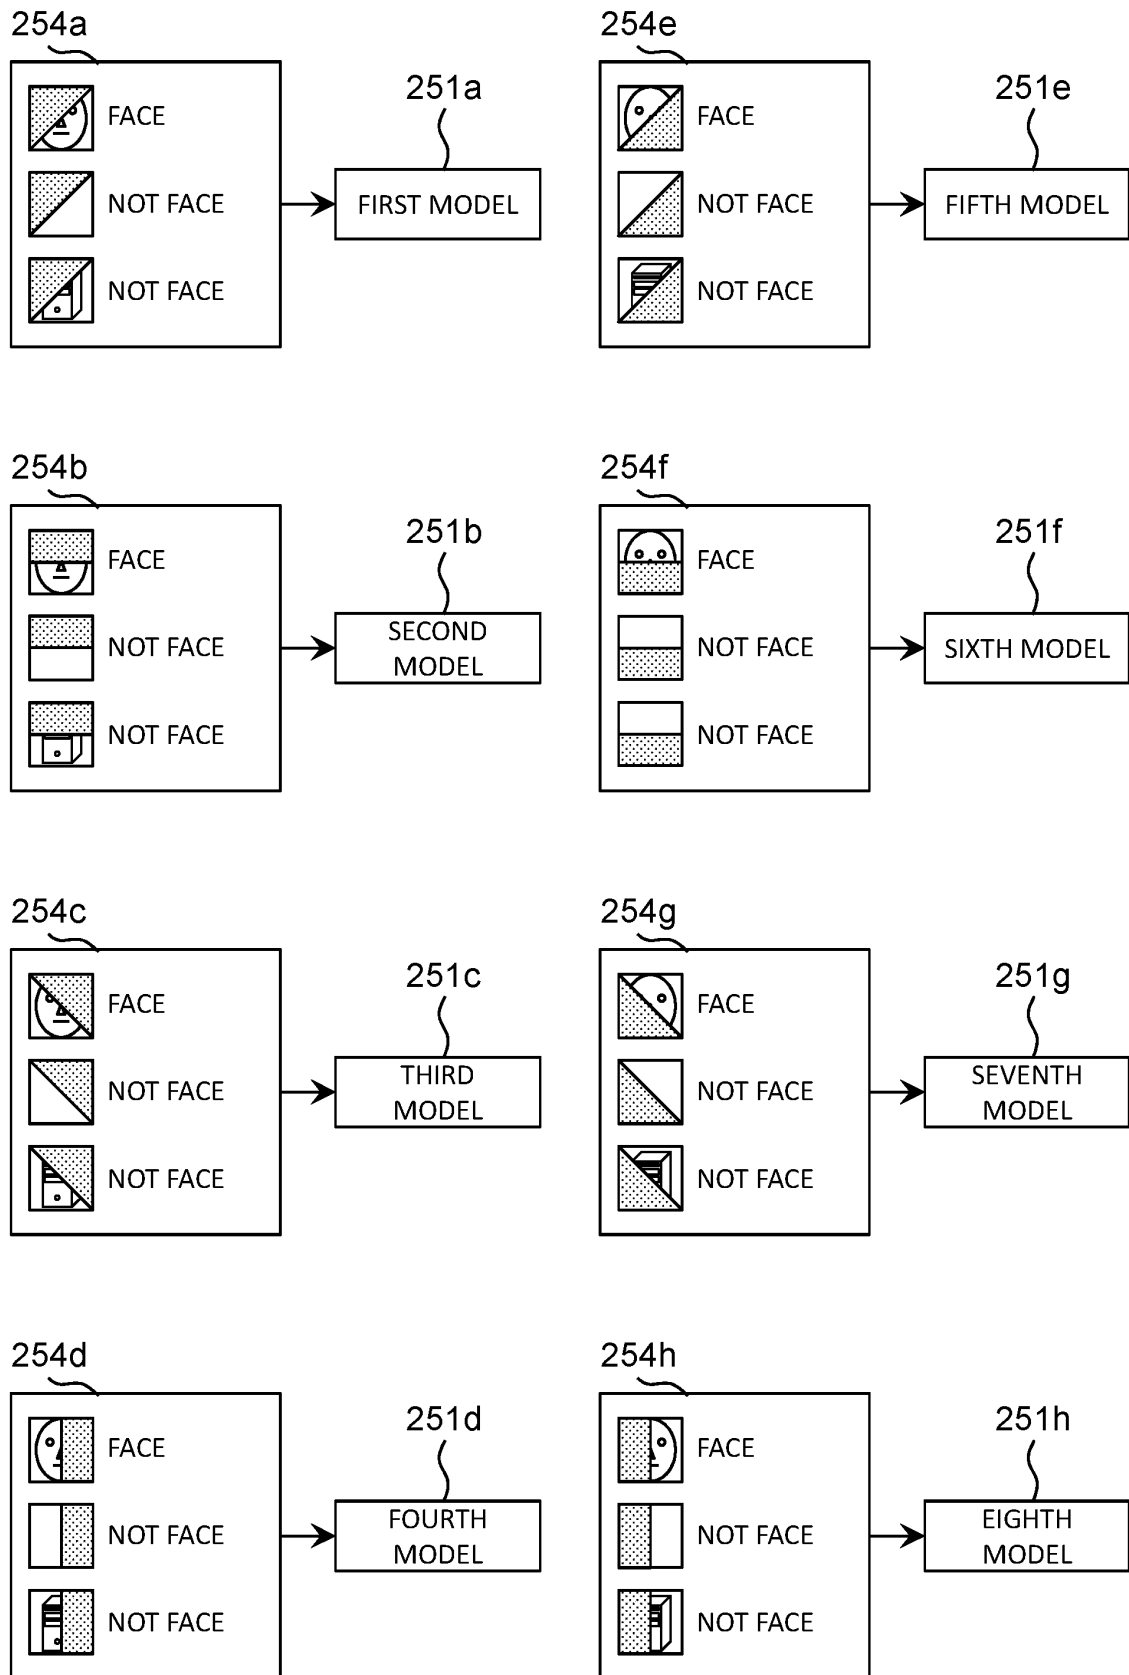 254a
FACE
NOT FACE
NOT FACE
251a
FIRST MODEL
254e
FACE
NOT FACE
NOT FACE
251e
FIFTH MODEL
254b
FACE
NOT FACE
NOT FACE
251b
SECOND
MODEL
254f
FACE
NOT FACE
NOT FACE
251f
SIXTH MODEL
254c
FACE
NOT FACE
NOT FACE
251c
THIRD
MODEL
254g
FACE
NOT FACE
NOT FACE
251g
SEVENTH
MODEL
254d
FACE
NOT FACE
NOT FACE
251d
FOURTH
MODEL
254h
FACE
NOT FACE
NOT FACE
251h
EIGHTH
MODEL